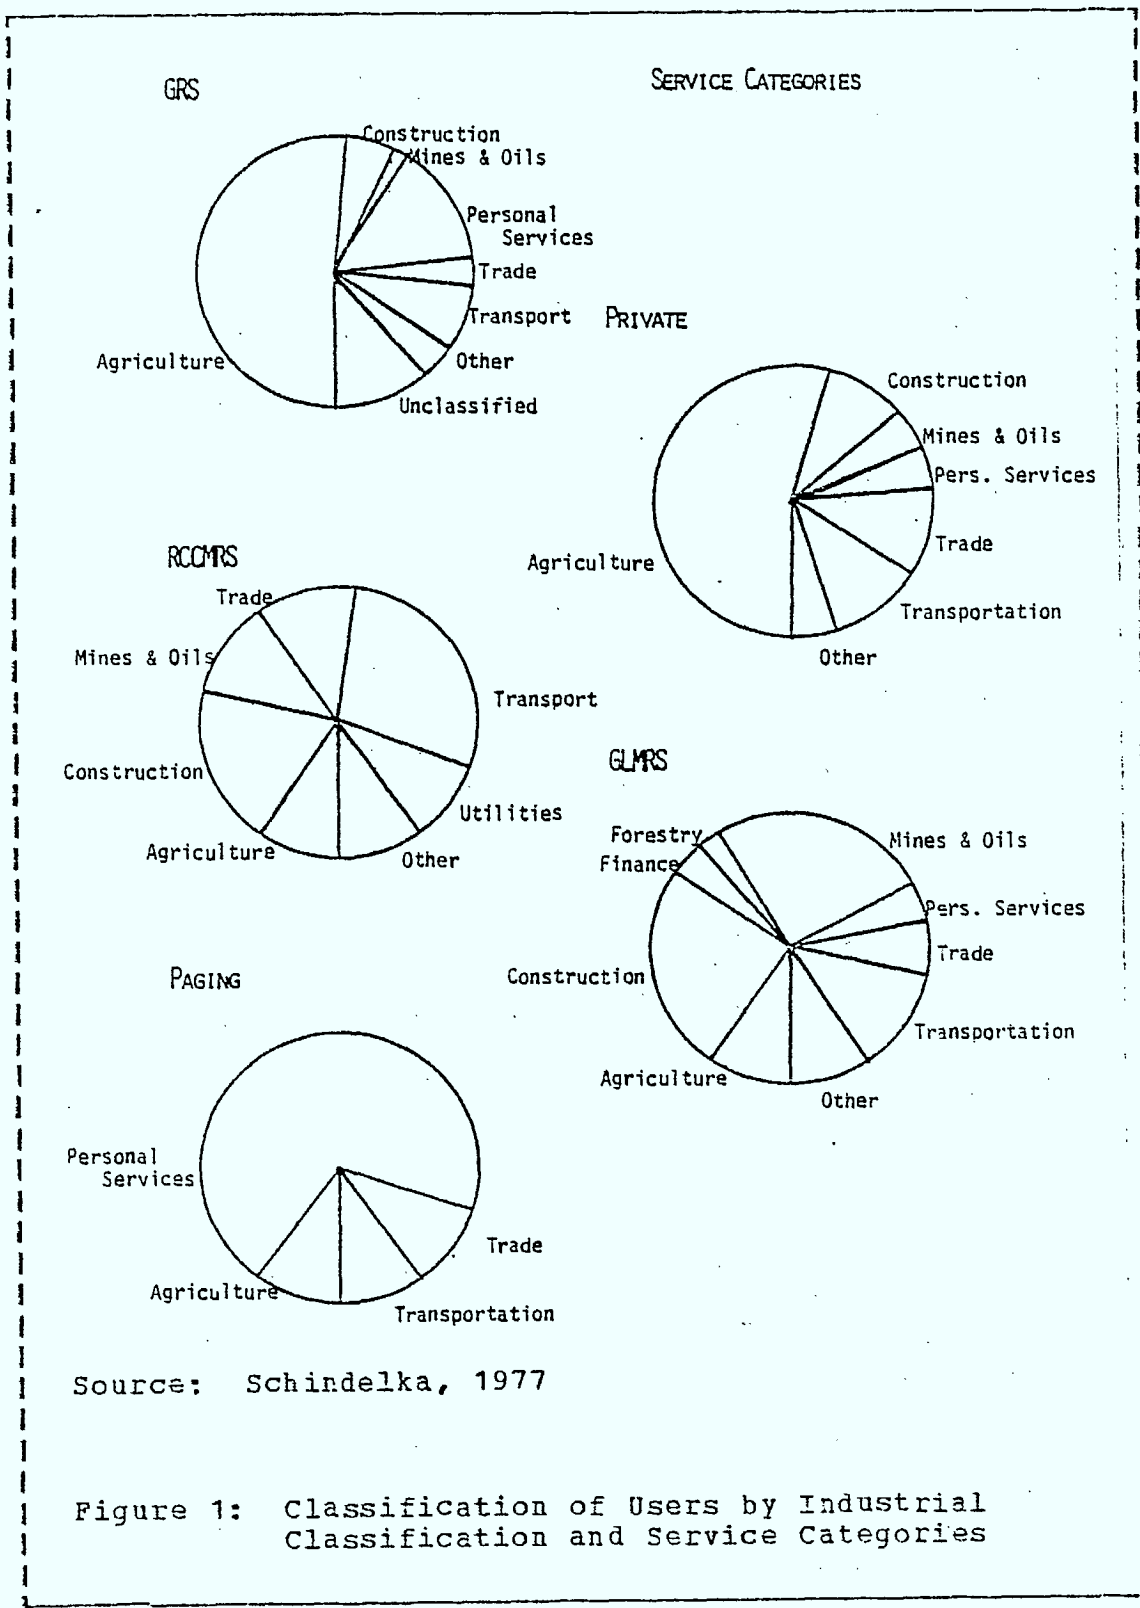 GRS
SERVICE CATEGORIES
Construction
Mines & Oils
Personal
Services
Trade
Transport
Other
Unclassified
Agriculture
PRIVATE
Construction
Mines & Oils
Pers. Services
Trade
Transportation
Other
Agriculture
RCCMRS
Trade
Mines & Oils
Transport
Construction
Utilities
Agriculture
Other
GLMRS
Forestry
Finance
Mines & Oils
Pers. Services
Trade
Construction
Transportation
Agriculture
Other
PAGING
Personal
Services
Trade
Agriculture
Transportation
Source: Schindelka, 1977
Figure 1: Classification of Users by Industrial
Classification and Service Categories